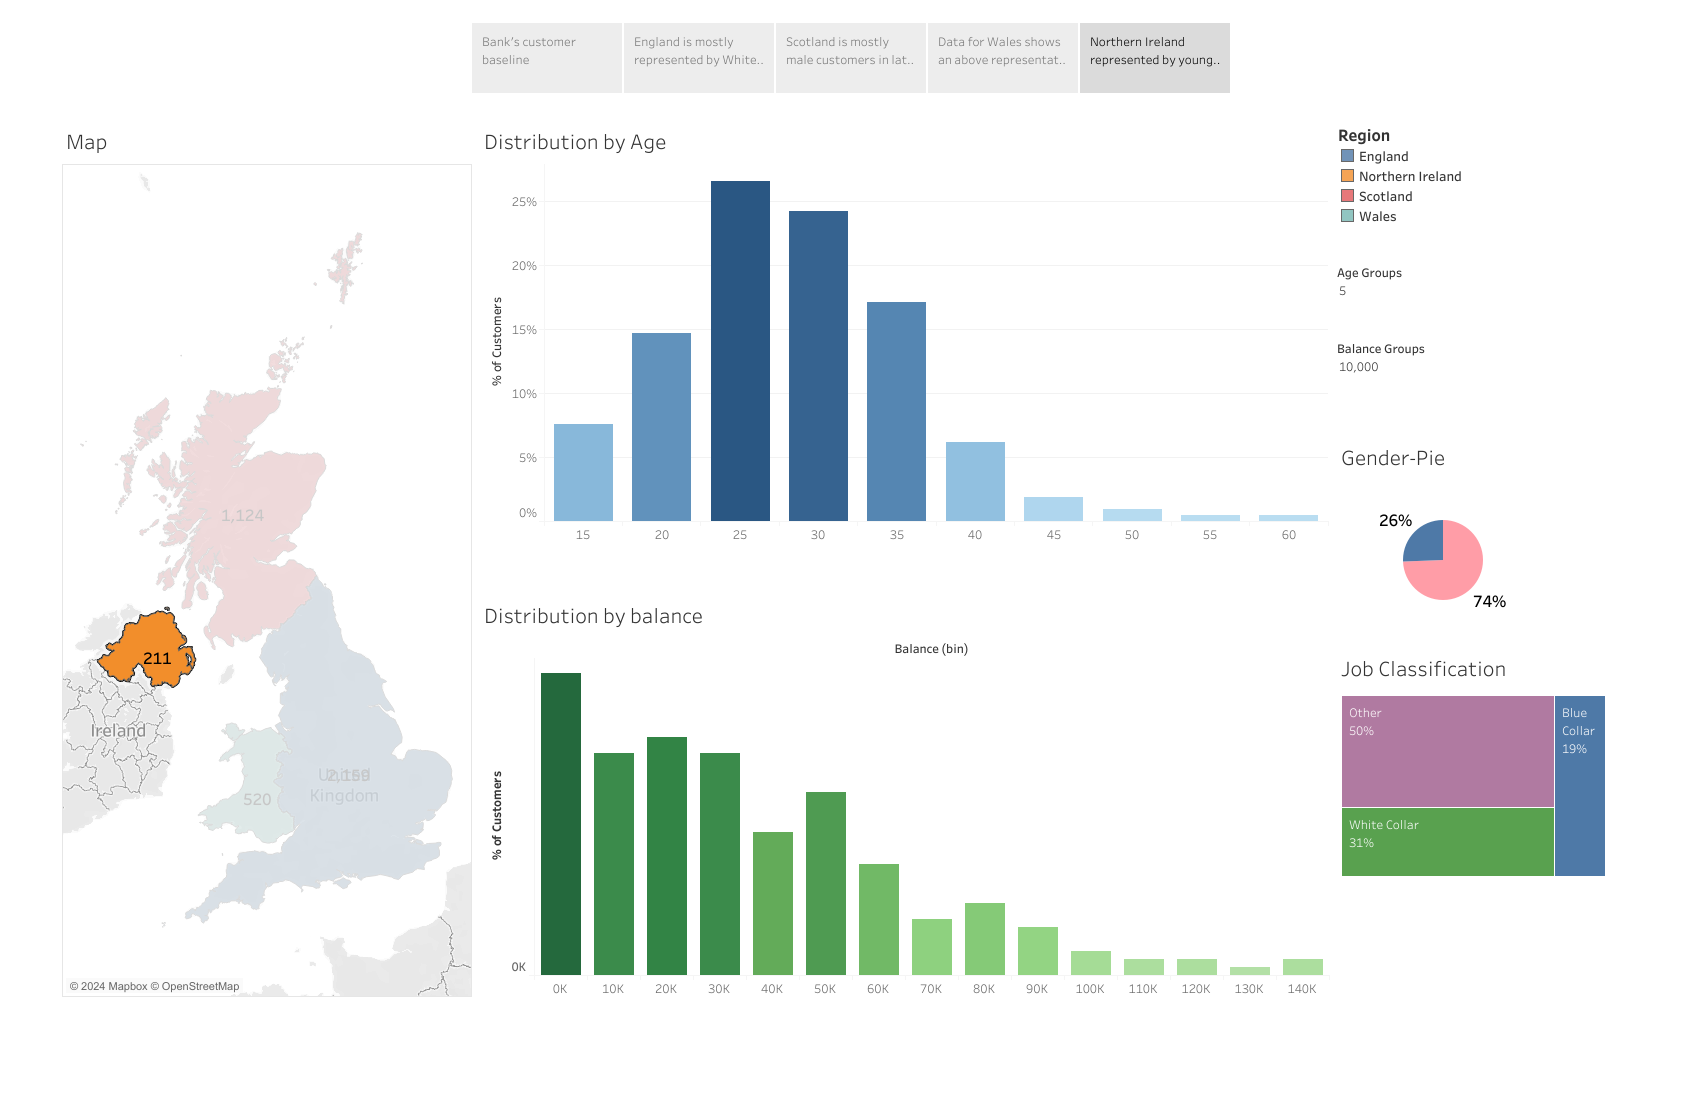 Bank's customer
baseline
England is mostly
represented by White..
Scotland is mostly
male customers in lat..
Data for Wales shows
an above representat..
Northern Ireland
represented by young..
Map
1,124
211
Ireland
United
2,159
Kingdom
520
© 2024 Mapbox © OpenStreetMap
Distribution by Age
% of Customers
25%
20%
15%
10%
5%
0%
15 20 25 30 35 40 45 50 55 60
Distribution by balance
Balance (bin)
% of Customers
0K
0K 10K 20K 30K 40K 50K 60K 70K 80K 90K 100K 110K 120K 130K 140K
Region
England
Northern Ireland
Scotland
Wales
Age Groups
5
Balance Groups
10,000
Gender-Pie
26%
74%
Job Classification
Other
50%
Blue
Collar
19%
White Collar
31%